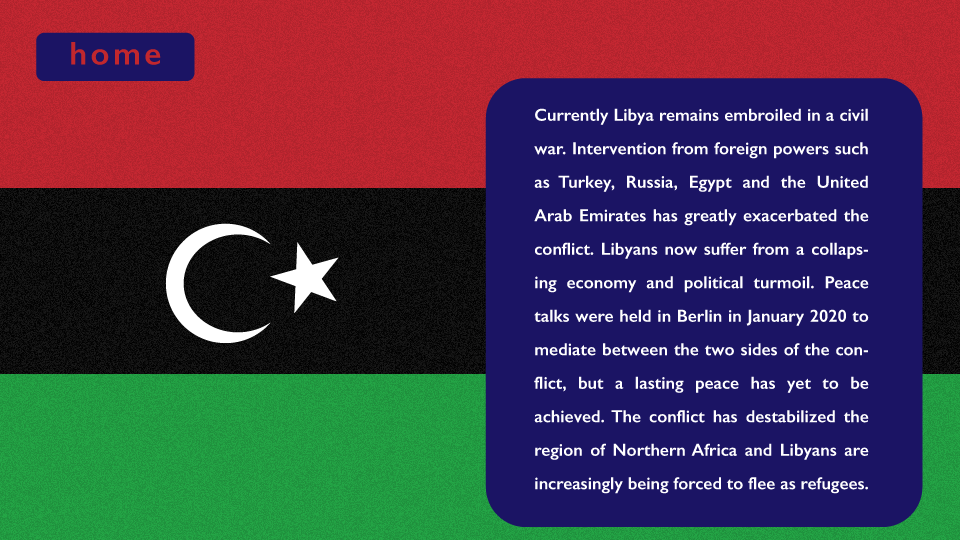 home
Currently Libya remains embroiled in a civil
war. Intervention from foreign powers such
as Turkey, Russia, Egypt and the United
Arab Emirates has greatly exacerbated the
conflict. Libyans now suffer from a collaps-
ing economy and political turmoil. Peace
talks were held in Berlin in January 2020 to
mediate between the two sides of the con-
flict, but a lasting peace has yet to be
achieved. The conflict has destabilized the
region of Northern Africa and Libyans are
increasingly being forced to flee as refugees.